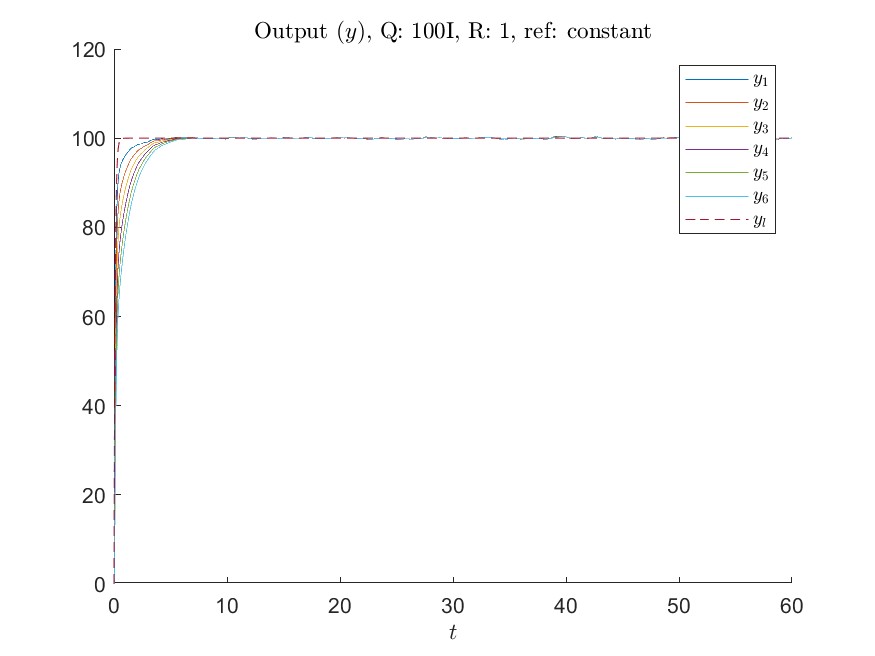 Output (y), Q: 100I, R: 1, ref: constant
120
100
80
60
40
20
0
y₁
y₂
y₃
y₄
y₅
y₆
yₗ
0 10 20 30 40 50 60
t